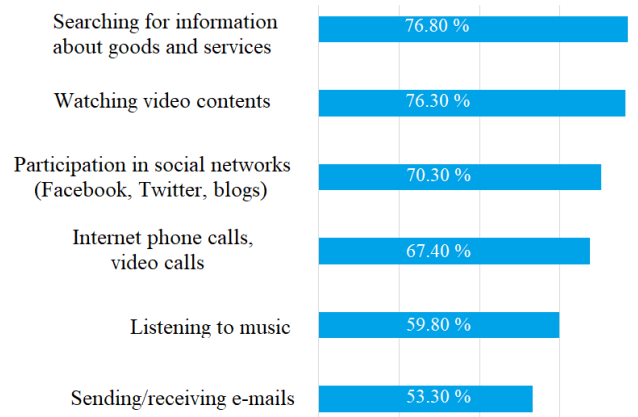 Searching for information
about goods and services
76.80 %
Watching video contents
76.30 %
Participation in social networks
(Facebook, Twitter, blogs)
70.30 %
Internet phone calls,
video calls
67.40 %
Listening to music
59.80 %
Sending/receiving e-mails
53.30 %